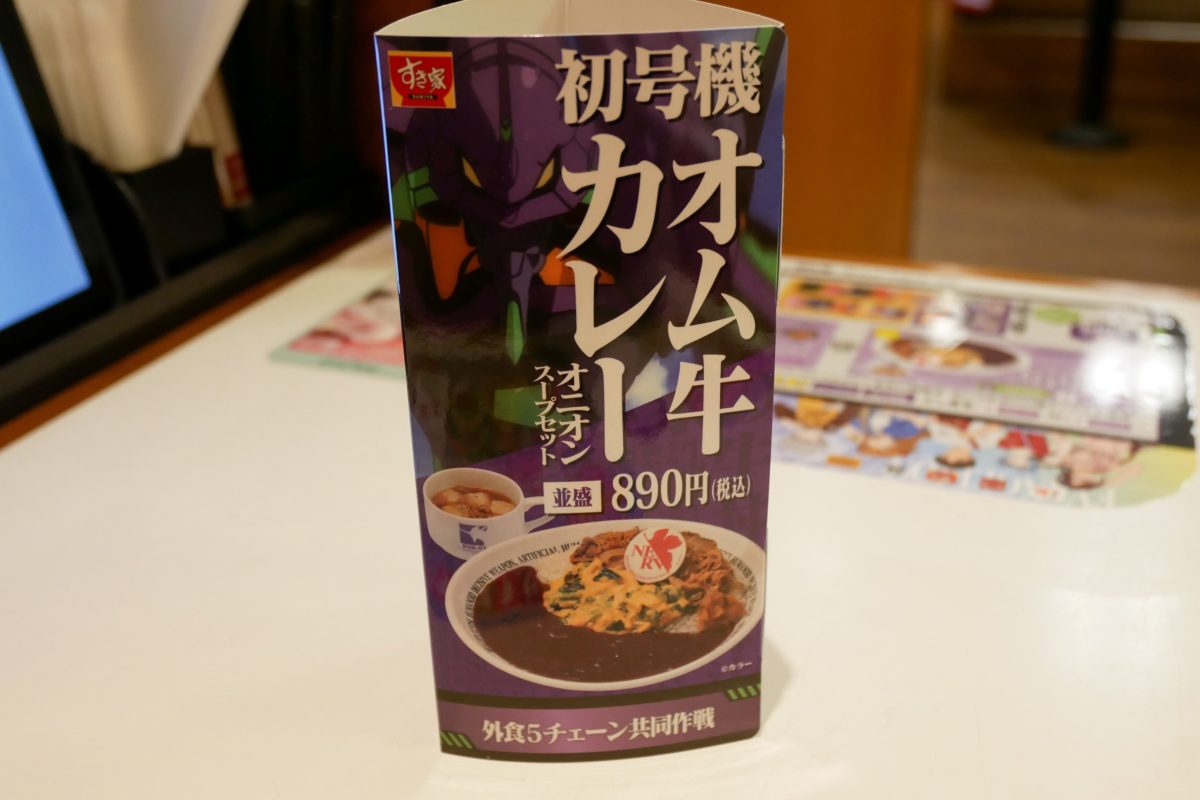 すき家
初号機
オム牛
カレー
オニオン
スープセット
並盛
890円(税込)
NERV
WEAPON, ARTIFICIAL
©カラー
外食5チェーン共同作戦